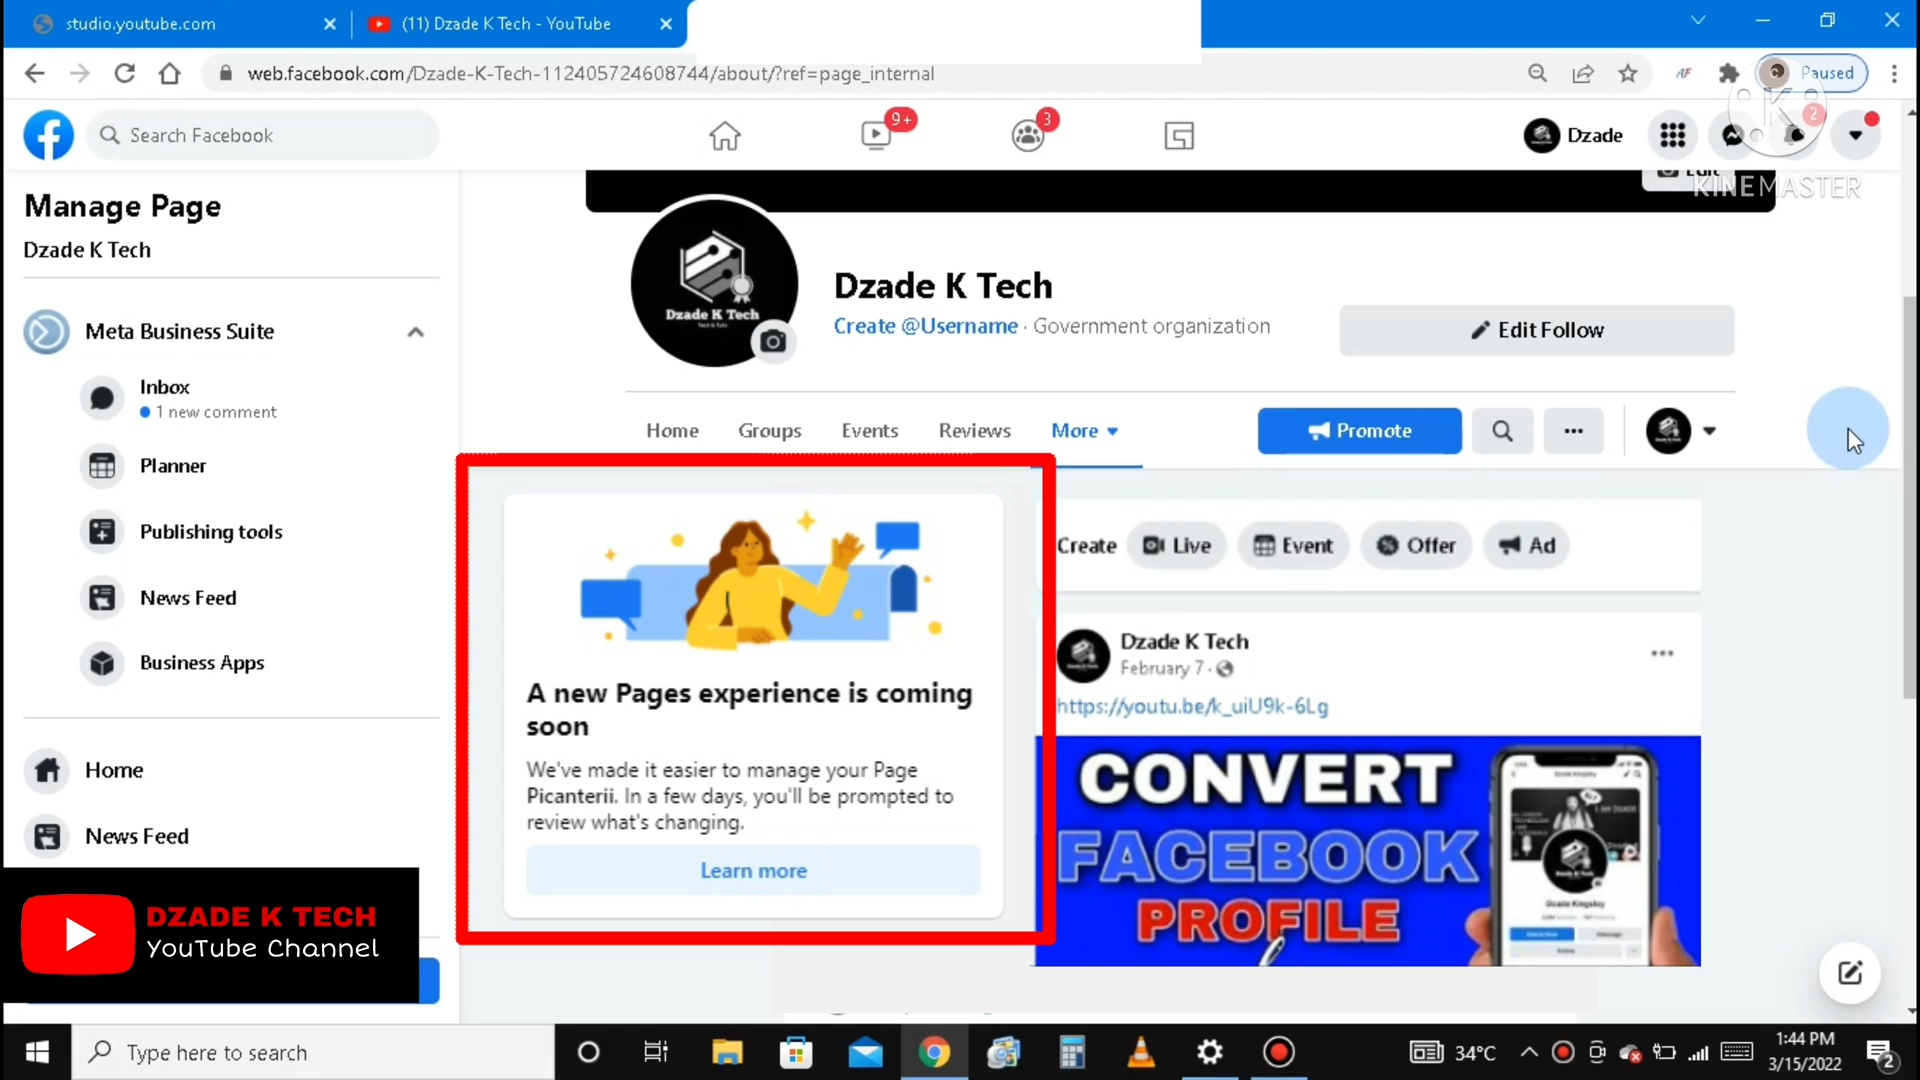 studio.youtube.com
(11) Dzade K Tech - YouTube
web.facebook.com/Dzade-K-Tech-112405724608744/about/?ref=page_internal
AF
Paused
Search Facebook
9+
3
Dzade
2
K
KINEMASTER
Edit
Manage Page
Dzade K Tech
Meta Business Suite
Inbox
1 new comment
Planner
Publishing tools
News Feed
Business Apps
Home
News Feed
DZADE K TECH
YouTube Channel
Dzade K Tech
Dzade K Tech
Create @Username · Government organization
Edit Follow
Home
Groups
Events
Reviews
More
Promote
A new Pages experience is coming
soon
We've made it easier to manage your Page
Picanterii. In a few days, you'll be prompted to
review what's changing.
Learn more
Create
Live
Event
Offer
Ad
Dzade K Tech
February 7 ·
https://youtu.be/k_uiU9k-6Lg
CONVERT
FACEBOOK
PROFILE
Dzade Kingsley
Type here to search
34°C
1:44 PM
3/15/2022
2